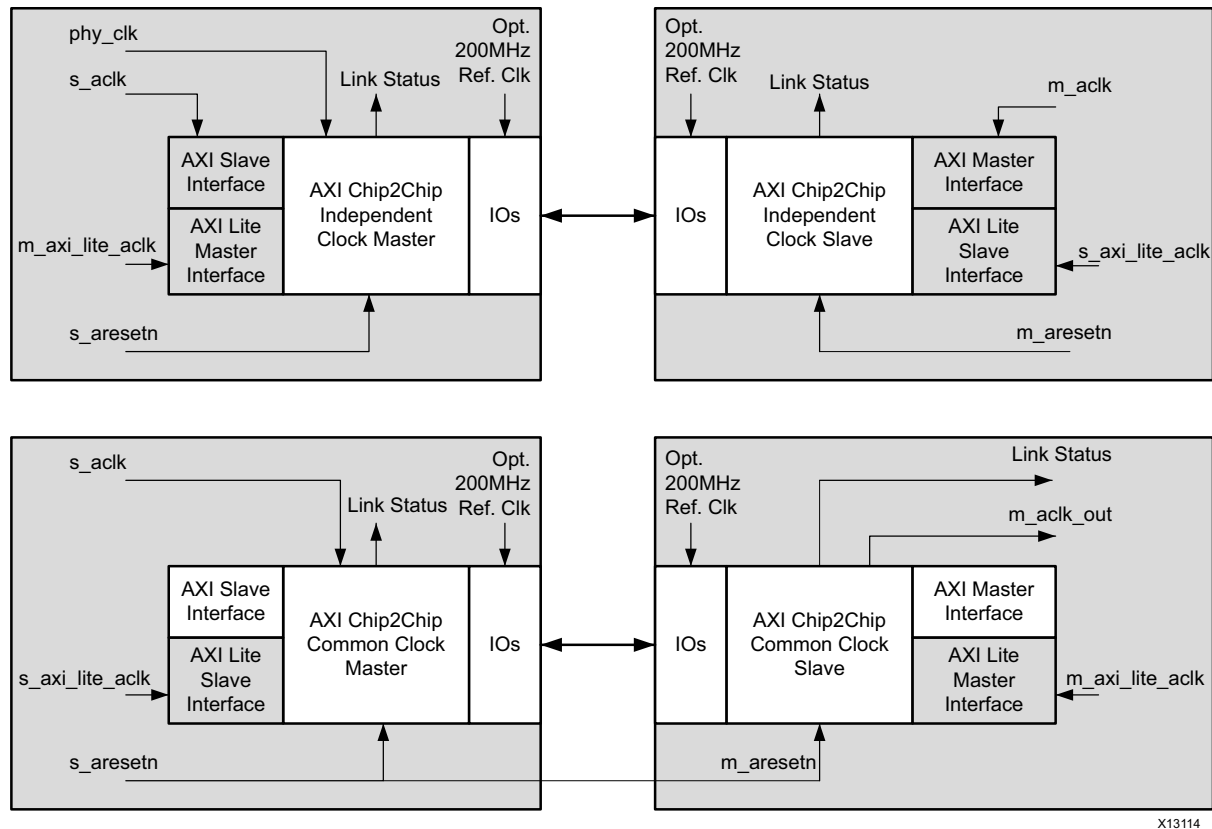 phy_clk
s_aclk
Link Status
Opt.
200MHz
Ref. Clk
AXI Slave
Interface
AXI Lite
Master
Interface
m_axi_lite_aclk
AXI Chip2Chip
Independent
Clock Master
IOs
s_aresetn
Opt.
200MHz
Ref. Clk
Link Status
m_aclk
IOs
AXI Chip2Chip
Independent
Clock Slave
AXI Master
Interface
AXI Lite
Slave
Interface
s_axi_lite_aclk
m_aresetn
s_aclk
Link Status
Opt.
200MHz
Ref. Clk
AXI Slave
Interface
AXI Lite
Slave
Interface
s_axi_lite_aclk
AXI Chip2Chip
Common Clock
Master
IOs
s_aresetn
Opt.
200MHz
Ref. Clk
Link Status
m_aclk_out
IOs
AXI Chip2Chip
Common Clock
Slave
AXI Master
Interface
AXI Lite
Master
Interface
m_axi_lite_aclk
m_aresetn
X13114